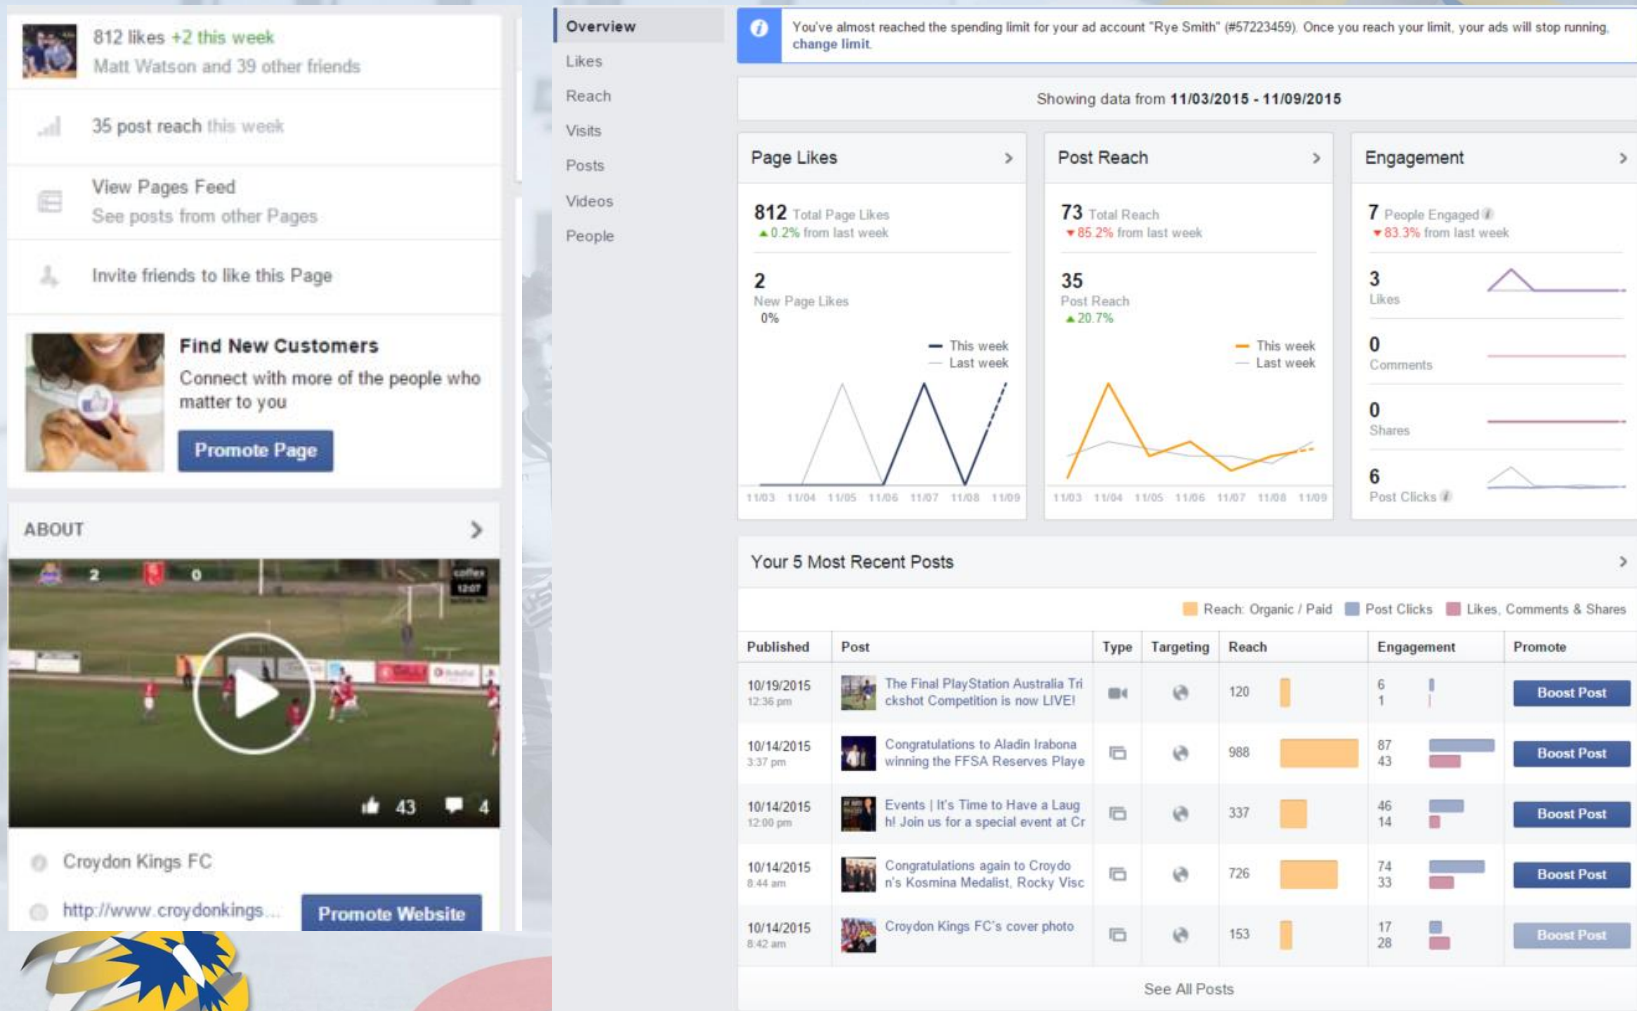 812 likes +2 this week
Matt Watson and 39 other friends
35 post reach this week
View Pages Feed
See posts from other Pages
Invite friends to like this Page
Find New Customers
Connect with more of the people who
matter to you
Promote Page
ABOUT
2 0
coffex
12:07
43 4
Croydon Kings FC
http://www.croydonkings...
Promote Website
Overview
Likes
Reach
Visits
Posts
Videos
People
You've almost reached the spending limit for your ad account "Rye Smith" (#57223459). Once you reach your limit, your ads will stop running,
change limit.
Showing data from 11/03/2015 - 11/09/2015
Page Likes
812 Total Page Likes
0.2% from last week
2
New Page Likes
0%
This week
Last week
11/03 11/04 11/05 11/06 11/07 11/08 11/09
Post Reach
73 Total Reach
85.2% from last week
35
Post Reach
20.7%
This week
Last week
11/03 11/04 11/05 11/06 11/07 11/08 11/09
Engagement
7 People Engaged
83.3% from last week
3
Likes
0
Comments
0
Shares
6
Post Clicks
Your 5 Most Recent Posts
Reach: Organic / Paid Post Clicks Likes, Comments & Shares
Published Post Type Targeting Reach Engagement Promote
10/19/2015
12:36 pm
The Final PlayStation Australia Tri
ckshot Competition is now LIVE!
120
6
1
Boost Post
10/14/2015
3:37 pm
Congratulations to Aladin Irabona
winning the FFSA Reserves Playe
988
87
43
Boost Post
10/14/2015
12:00 pm
Events | It's Time to Have a Laug
h! Join us for a special event at Cr
337
46
14
Boost Post
10/14/2015
8:44 am
Congratulations again to Croydo
n's Kosmina Medalist, Rocky Visc
726
74
33
Boost Post
10/14/2015
8:42 am
Croydon Kings FC's cover photo
153
17
28
Boost Post
See All Posts